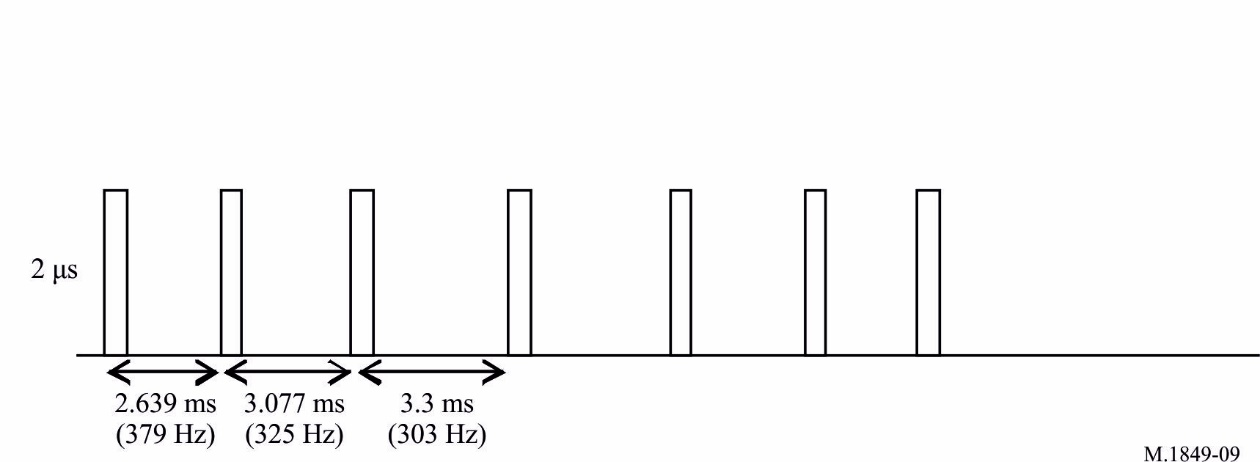 2 μs
2.639 ms 3.077 ms 3.3 ms
(379 Hz) (325 Hz) (303 Hz)
M.1849-09